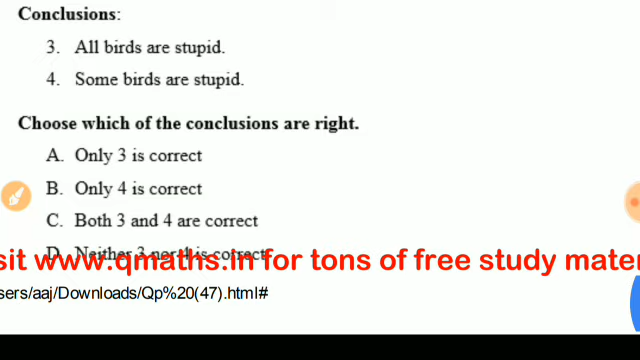 Conclusions:
3. All birds are stupid.
4. Some birds are stupid.
Choose which of the conclusions are right.
A. Only 3 is correct
B. Only 4 is correct
C. Both 3 and 4 are correct
D. Neither 3 nor 4 is correct
sit www.qmaths.in for tons of free study mater
sers/aaj/Downloads/Qp%20(47).html#